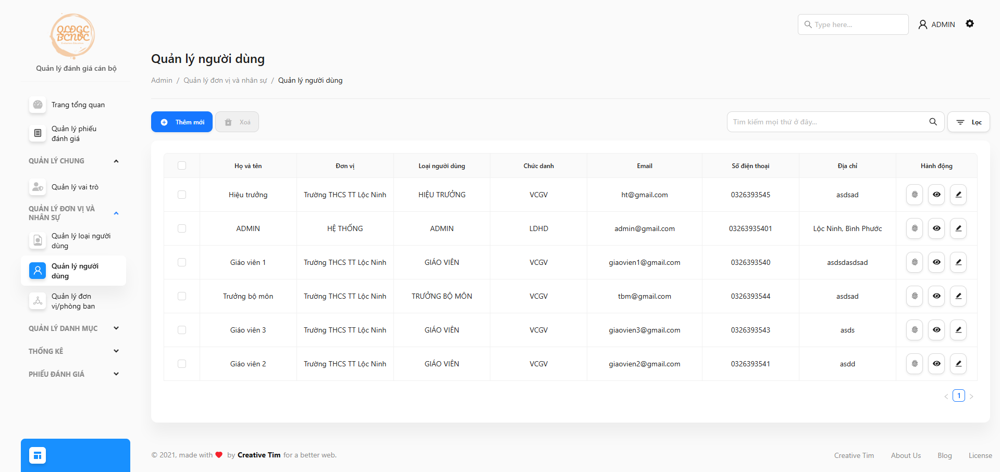 QLĐGC
BCNVC
Quản lý đánh giá cán bộ
Type here...
ADMIN
Quản lý người dùng
Admin / Quản lý đơn vị và nhân sự / Quản lý người dùng
Trang tổng quan
Quản lý phiếu
đánh giá
QUẢN LÝ CHUNG
Quản lý vai trò
QUẢN LÝ ĐƠN VỊ VÀ
NHÂN SỰ
Quản lý loại người
dùng
Quản lý người
dùng
Quản lý đơn
vị/phòng ban
QUẢN LÝ DANH MỤC
THỐNG KÊ
PHIẾU ĐÁNH GIÁ
Thêm mới
Xoá
Tìm kiếm mọi thứ ở đây...
Lọc
Họ và tên Đơn vị Loại người dùng Chức danh Email Số điện thoại Địa chỉ Hành động
Hiệu trưởng Trường THCS TT Lộc Ninh HIỆU TRƯỞNG VCGV ht@gmail.com 0326393545 asdsad
ADMIN HỆ THỐNG ADMIN LDHD admin@gmail.com 03263935401 Lộc Ninh, Bình Phước
Giáo viên 1 Trường THCS TT Lộc Ninh GIÁO VIÊN VCGV giaovien1@gmail.com 0326393540 asdsdasdsad
Trưởng bộ môn Trường THCS TT Lộc Ninh TRƯỞNG BỘ MÔN VCGV tbm@gmail.com 0326393544 asdsad
Giáo viên 3 Trường THCS TT Lộc Ninh GIÁO VIÊN VCGV giaovien3@gmail.com 0326393543 asds
Giáo viên 2 Trường THCS TT Lộc Ninh GIÁO VIÊN VCGV giaovien2@gmail.com 0326393541 asdd
1
© 2021, made with ❤ by Creative Tim for a better web.
Creative Tim About Us Blog License